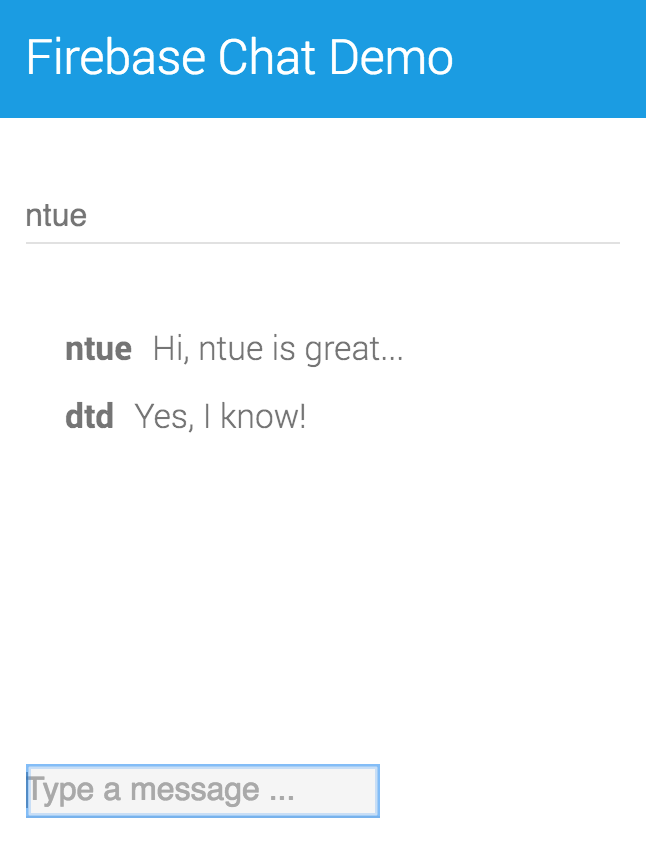 Firebase Chat Demo
ntue
ntue Hi, ntue is great...
dtd Yes, I know!
Type a message ...